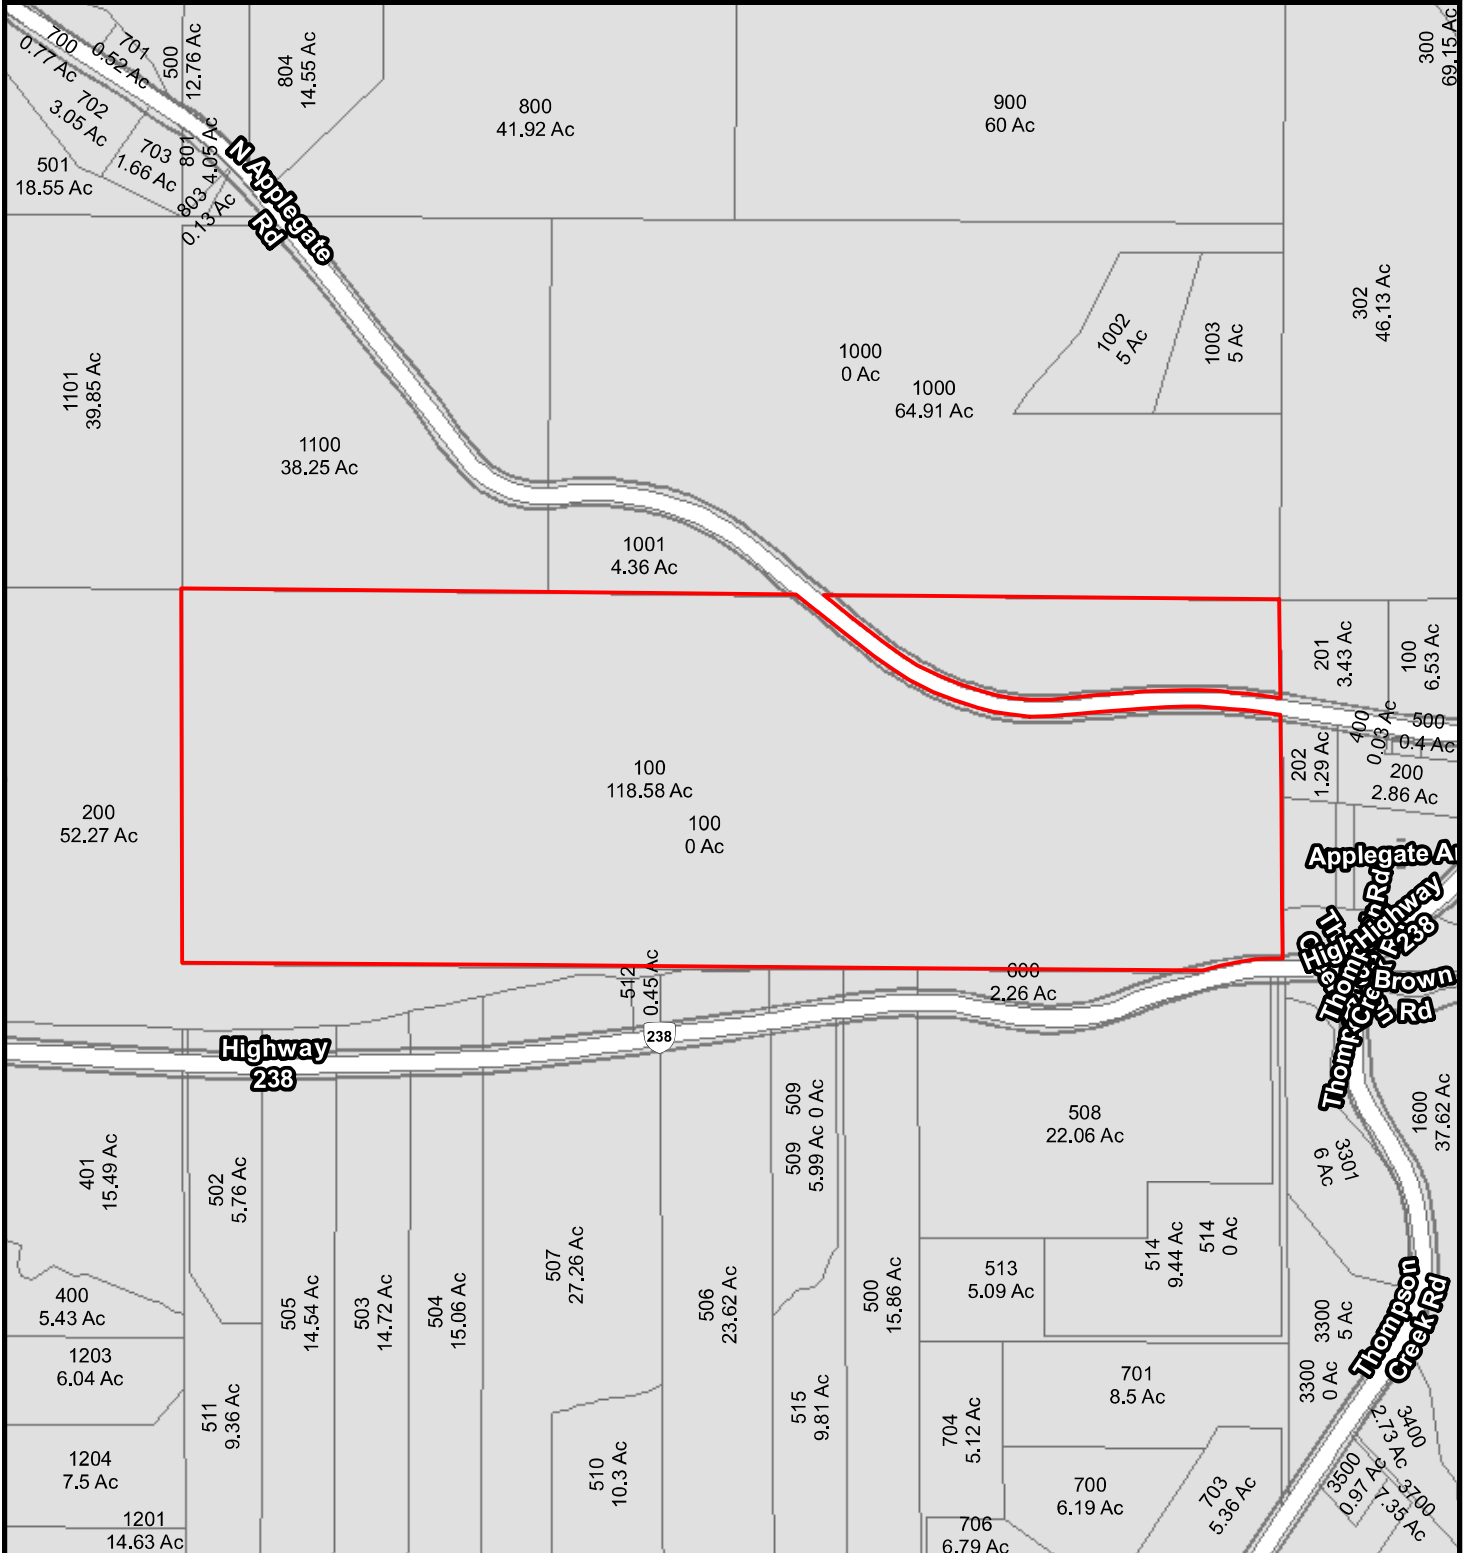 700
0.77 Ac
701
0.52 Ac
500
12.76 Ac
804
14.55 Ac
800
41.92 Ac
900
60 Ac
300
69.15 Ac
702
3.05 Ac
703
1.66 Ac
801
4.05 Ac
803
0.13 Ac
501
18.55 Ac
N Applegate
Rd
1101
39.85 Ac
1100
38.25 Ac
1000
0 Ac
1000
64.91 Ac
1002
5 Ac
1003
5 Ac
302
46.13 Ac
1001
4.36 Ac
201
3.43 Ac
100
6.53 Ac
400
0.03 Ac
500
0.4 Ac
202
1.29 Ac
200
2.86 Ac
100
118.58 Ac
100
0 Ac
200
52.27 Ac
Applegate
Highway
238
Brown
Rd
512
0.45 Ac
600
2.26 Ac
238
Highway
238
401
15.49 Ac
502
5.76 Ac
509
0 Ac
509
5.99 Ac
508
22.06 Ac
1600
37.62 Ac
3301
6 Ac
400
5.43 Ac
505
14.54 Ac
503
14.72 Ac
504
15.06 Ac
507
27.26 Ac
506
23.62 Ac
500
15.86 Ac
513
5.09 Ac
514
9.44 Ac
514
0 Ac
3300
5 Ac
Thompson
Creek Rd
1203
6.04 Ac
511
9.36 Ac
515
9.81 Ac
701
8.5 Ac
3300
0 Ac
704
5.12 Ac
3400
2.73 Ac
1204
7.5 Ac
510
10.3 Ac
700
6.19 Ac
703
5.36 Ac
3500
0.97 Ac
3700
7.35 Ac
1201
14.63 Ac
706
6.79 Ac